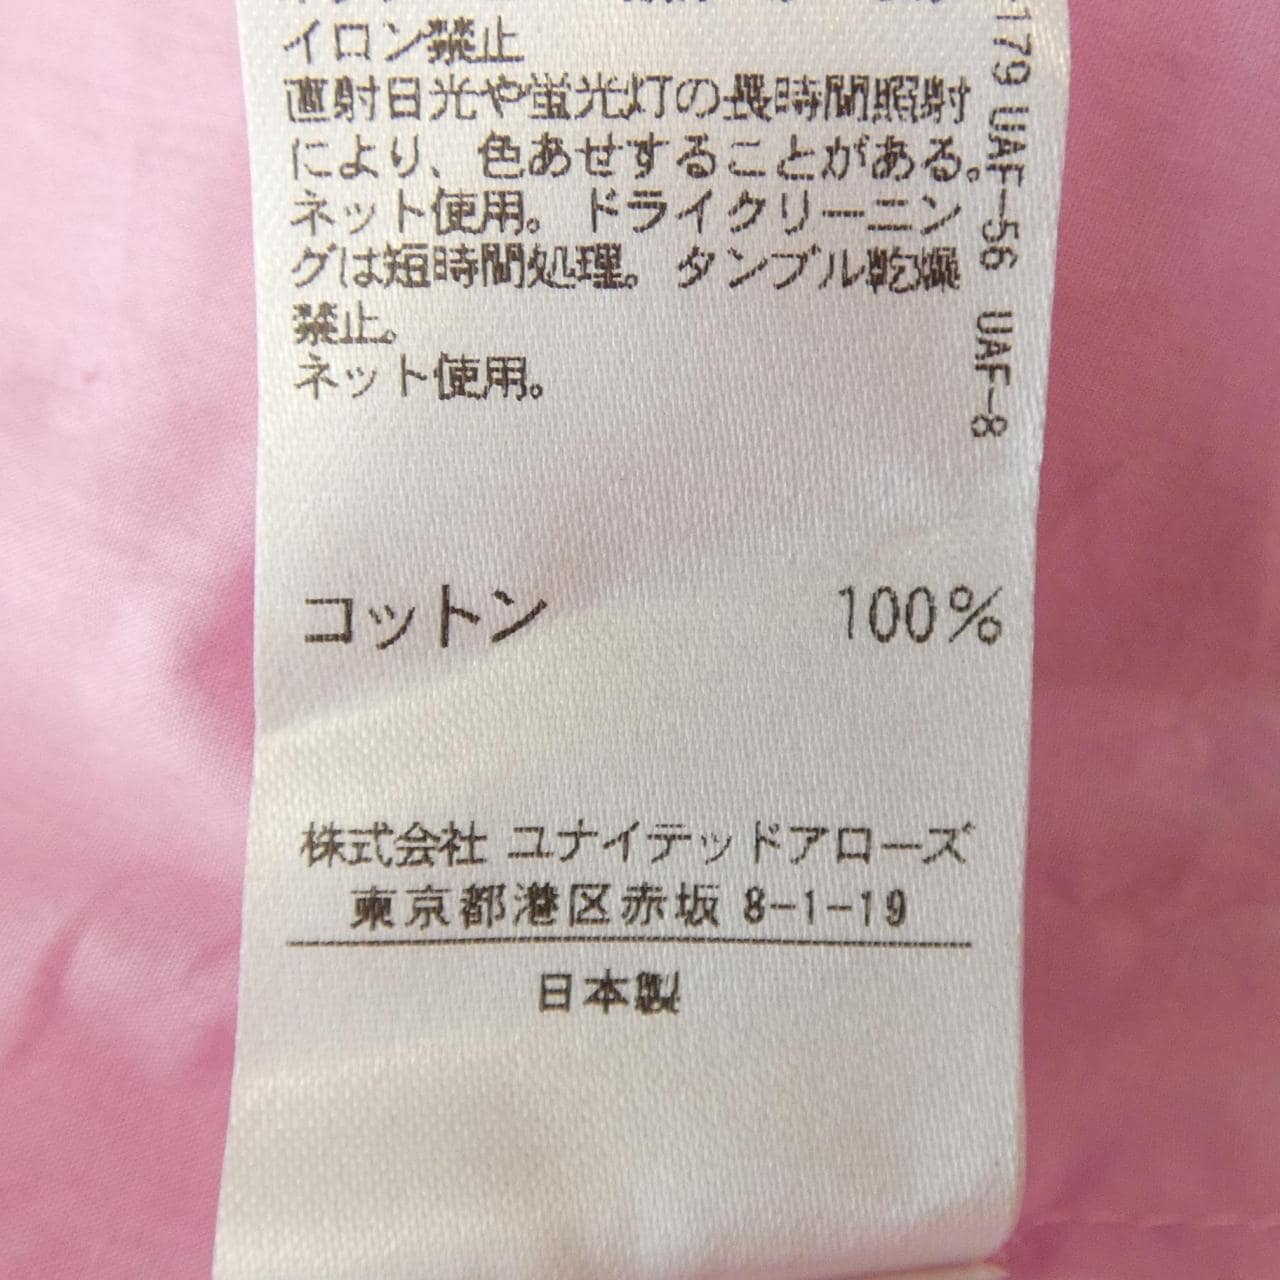 イロン禁止
直射日光や蛍光灯の長時間照射
により、色あせすることがある。
ネット使用。ドライクリーニン
グは短時間処理。タンブル乾燥
禁止。
ネット使用。
179 UAF-56 UAF-8
コットン 100%
株式会社 ユナイテッドアローズ
東京都港区赤坂 8-1-19
日本製